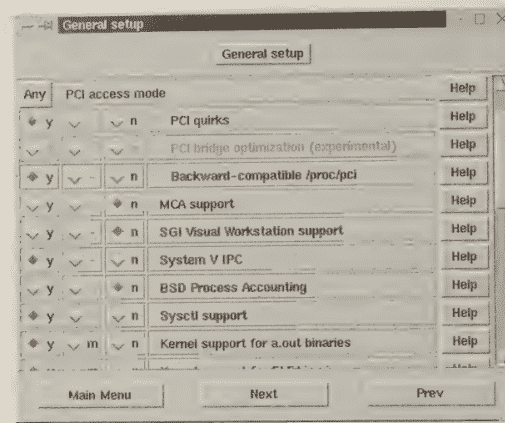 General setup
General setup
Any PCI access mode Help
y - n PCI quirks Help
PCI bridge optimization (experimental) Help
y - n Backward-compatible /proc/pci Help
y n MCA support Help
y - n SGI Visual Workstation support Help
y - n System V IPC Help
y n BSD Process Accounting Help
y n Sysctl support Help
y m n Kernel support for a.out binaries Help
Main Menu Next Prev